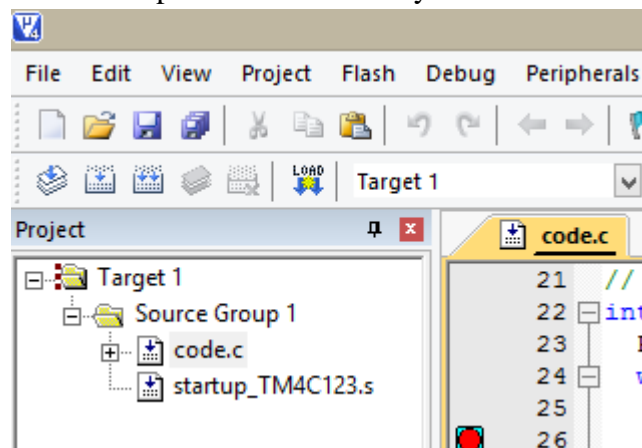 File Edit View Project Flash Debug Peripherals
LOAD Target 1
Project
code.c
Target 1
Source Group 1
code.c
startup_TM4C123.s
21 //
22 int
23
24
25
26